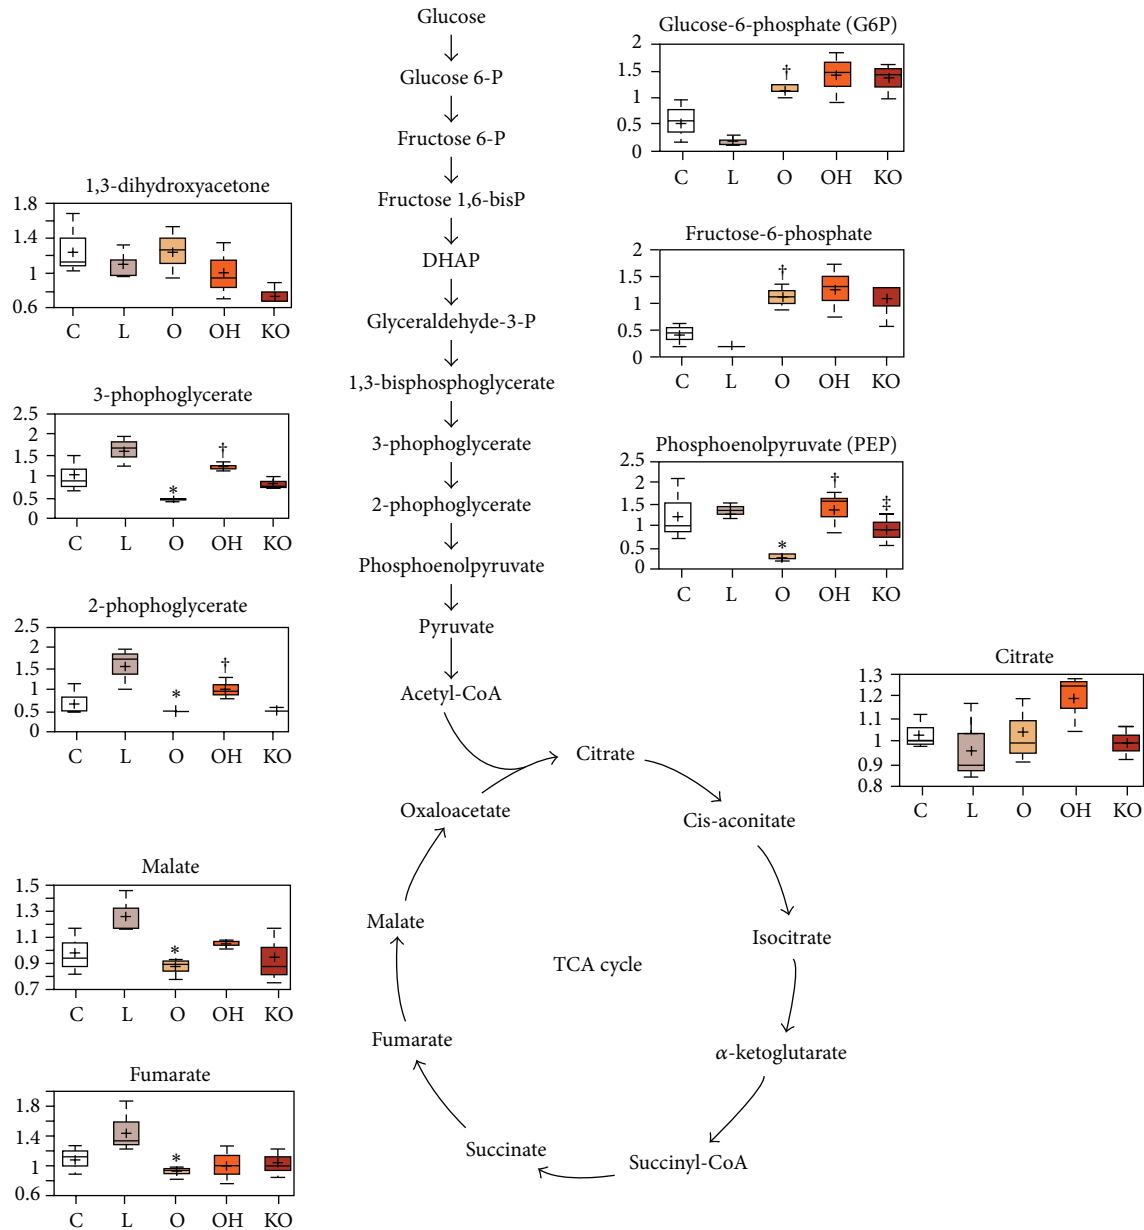 Glucose
Glucose 6-P
Fructose 6-P
Fructose 1,6-bisP
DHAP
Glyceraldehyde-3-P
1,3-bisphosphoglycerate
3-phophoglycerate
2-phophoglycerate
Phosphoenolpyruvate
Pyruvate
Acetyl-CoA
Citrate
Cis-aconitate
Isocitrate
α-ketoglutarate
Succinyl-CoA
Succinate
Fumarate
Malate
Oxaloacetate
TCA cycle
1,3-dihydroxyacetone
1.8
1.4
1
0.6
C L O OH KO
3-phophoglycerate
2.5
2
1.5
1
0.5
0
* †
C L O OH KO
2-phophoglycerate
2.5
2
1.5
1
0.5
0
* †
C L O OH KO
Malate
1.5
1.3
1.1
0.9
0.7
*
C L O OH KO
Fumarate
1.8
1.4
1
0.6
*
C L O OH KO
Glucose-6-phosphate (G6P)
2
1.5
1
0.5
0
†
C L O OH KO
Fructose-6-phosphate
2
1.5
1
0.5
0
†
C L O OH KO
Phosphoenolpyruvate (PEP)
2.5
2
1.5
1
0.5
0
* † ‡
C L O OH KO
Citrate
1.3
1.2
1.1
1
0.9
0.8
C L O OH KO